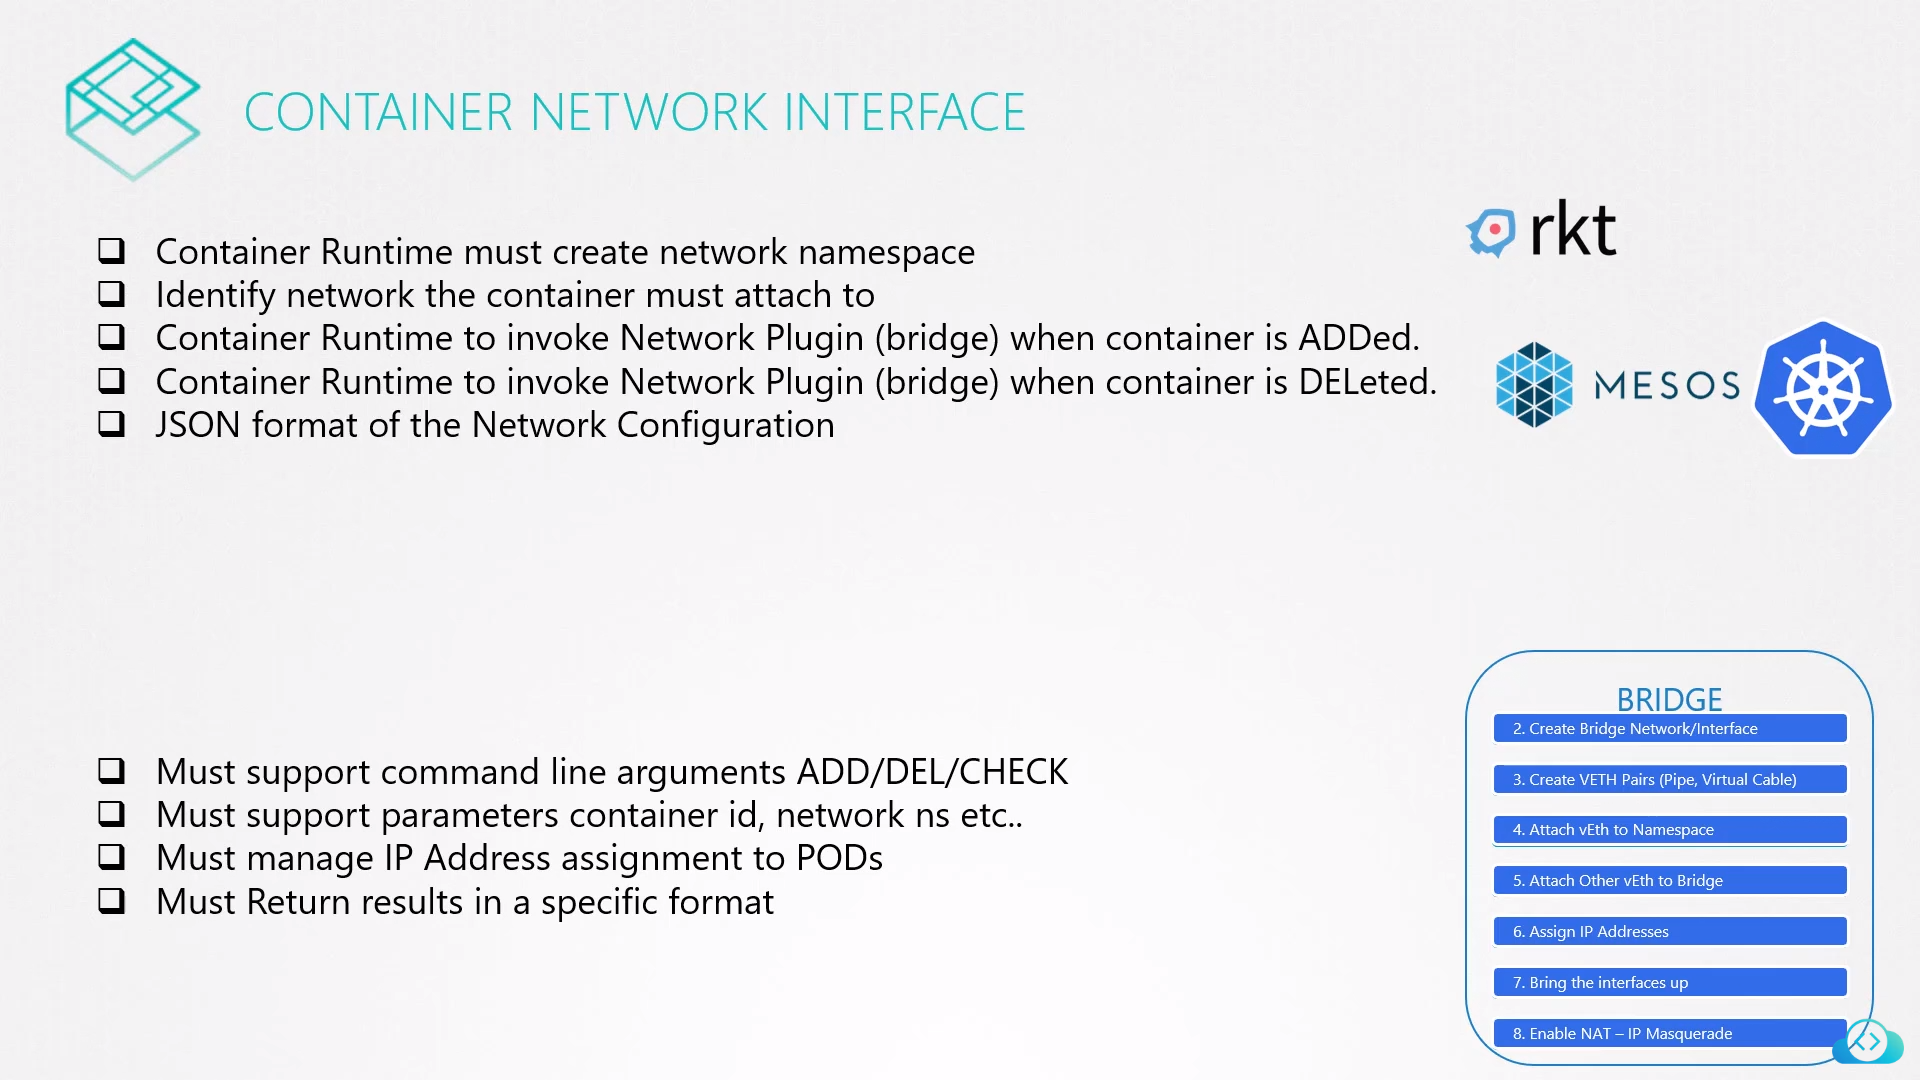 CONTAINER NETWORK INTERFACE
Container Runtime must create network namespace
Identify network the container must attach to
Container Runtime to invoke Network Plugin (bridge) when container is ADDed.
Container Runtime to invoke Network Plugin (bridge) when container is DELeted.
JSON format of the Network Configuration
rkt
MESOS
Must support command line arguments ADD/DEL/CHECK
Must support parameters container id, network ns etc..
Must manage IP Address assignment to PODs
Must Return results in a specific format
BRIDGE
2. Create Bridge Network/Interface
3. Create VETH Pairs (Pipe, Virtual Cable)
4. Attach vEth to Namespace
5. Attach Other vEth to Bridge
6. Assign IP Addresses
7. Bring the interfaces up
8. Enable NAT – IP Masquerade